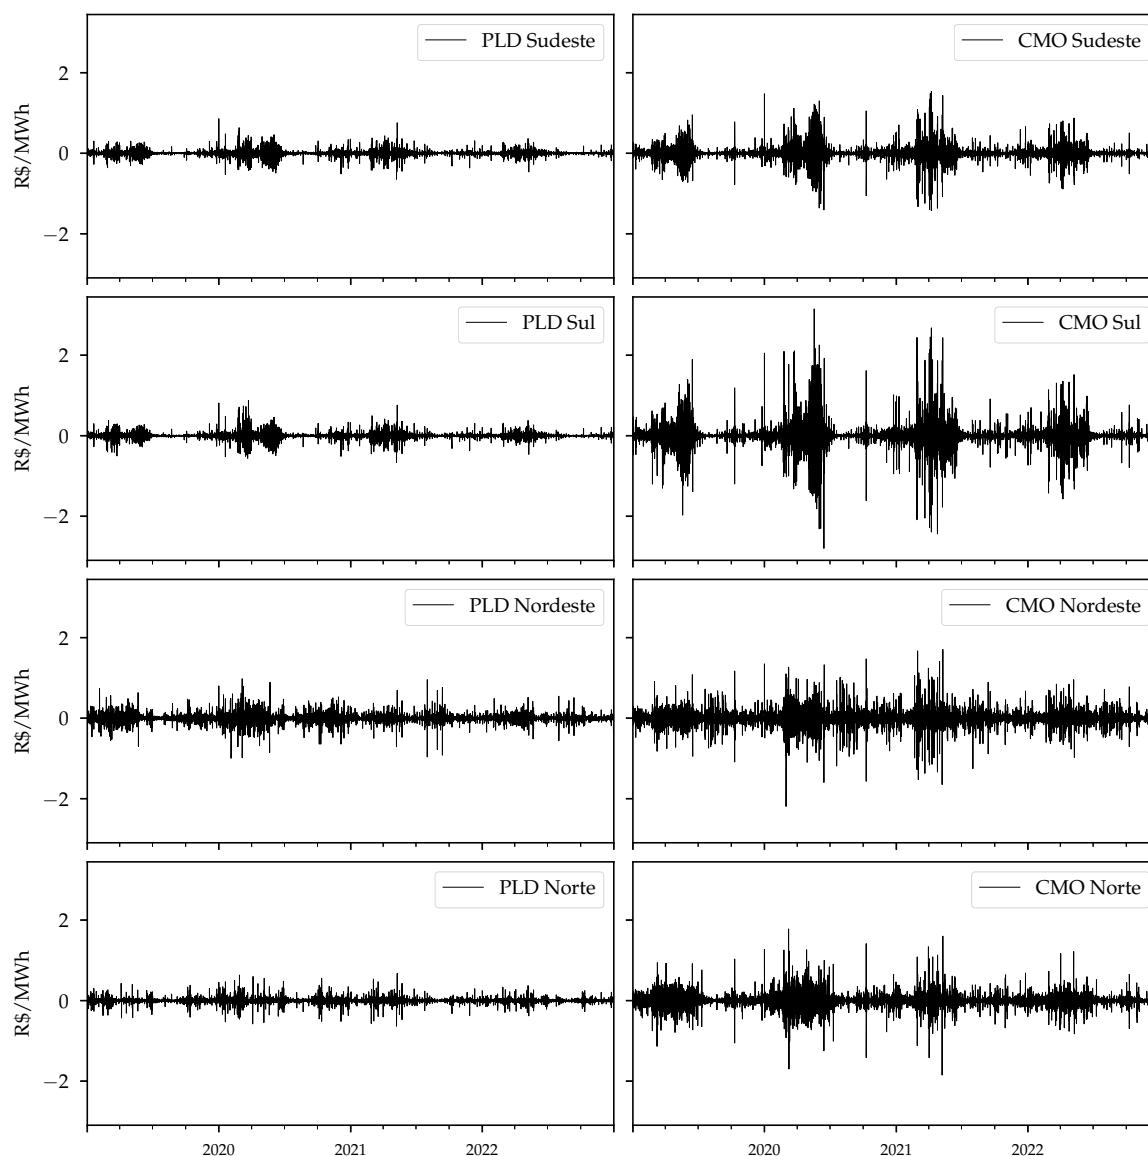 PLD Sudeste
CMO Sudeste
R$/MWh
2
0
−2
PLD Sul
CMO Sul
R$/MWh
2
0
−2
PLD Nordeste
CMO Nordeste
R$/MWh
2
0
−2
PLD Norte
CMO Norte
R$/MWh
2
0
−2
2020 2021 2022
2020 2021 2022